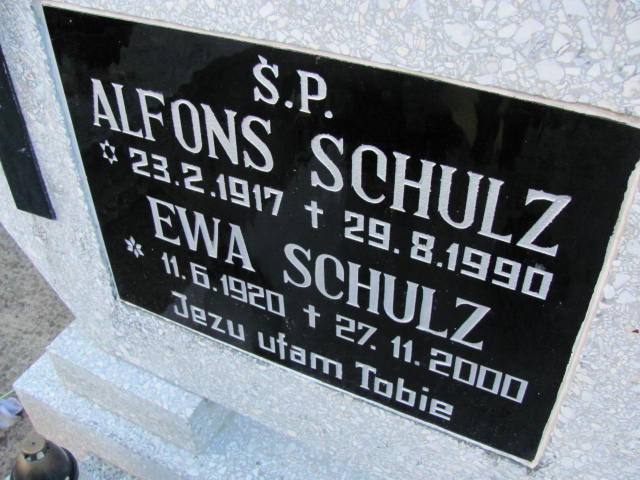 Ś.P.
ALFONS SCHULZ
✡ 23.2.1917 † 29.8.1990
EWA SCHULZ
* 11.6.1920 † 27.11.2000
Jezu ufam Tobie